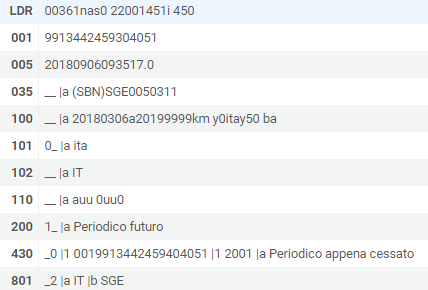 LDR 00361nas0 22001451i 450
001 9913442459304051
005 20180906093517.0
035 __ |a (SBN)SGE0050311
100 __ |a 20180306a20199999km y0itay50 ba
101 0_ |a ita
102 __ |a IT
110 __ |a auu 0uu0
200 1_ |a Periodico futuro
430 _0 |1 0019913442459404051 |1 2001 |a Periodico appena cessato
801 _2 |a IT |b SGE